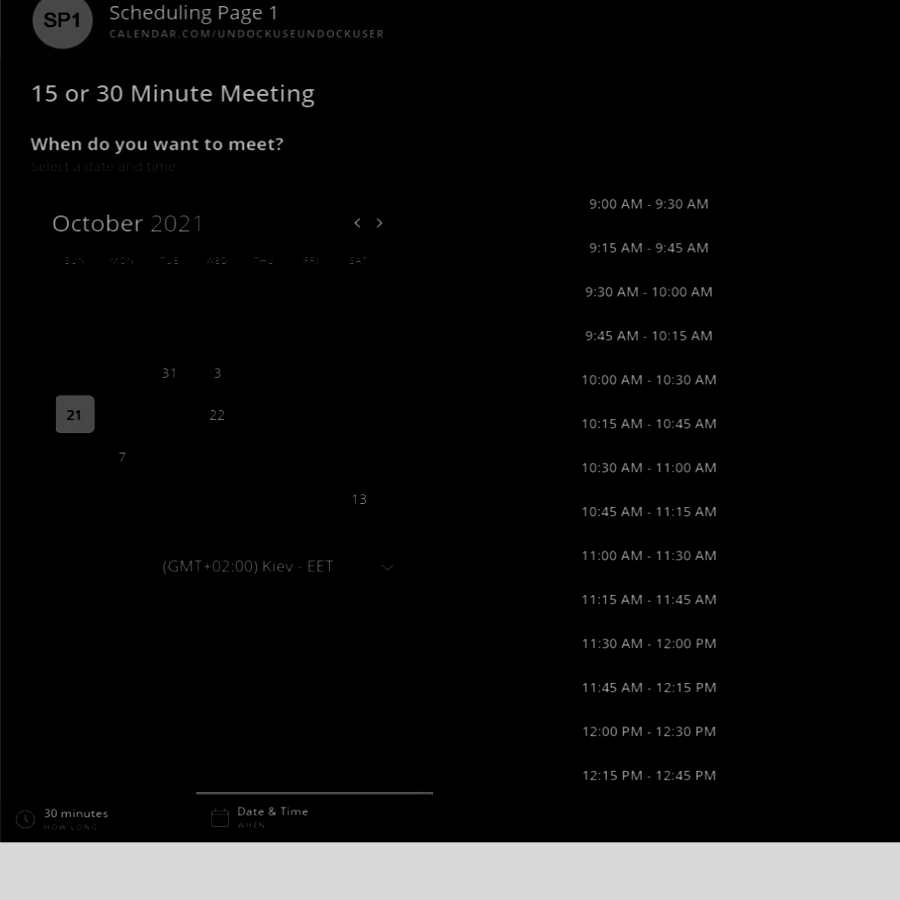 SP1
Scheduling Page 1
CALENDAR.COM/UNDOCKUSEUNDOCKUSER
15 or 30 Minute Meeting
When do you want to meet?
Select a date and time
October 2021
< >
SUN MON TUE WED THU FRI SAT
31 3
21 22
7
13
(GMT+02:00) Kiev - EET
9:00 AM - 9:30 AM
9:15 AM - 9:45 AM
9:30 AM - 10:00 AM
9:45 AM - 10:15 AM
10:00 AM - 10:30 AM
10:15 AM - 10:45 AM
10:30 AM - 11:00 AM
10:45 AM - 11:15 AM
11:00 AM - 11:30 AM
11:15 AM - 11:45 AM
11:30 AM - 12:00 PM
11:45 AM - 12:15 PM
12:00 PM - 12:30 PM
12:15 PM - 12:45 PM
30 minutes
HOW LONG
Date & Time
WHEN